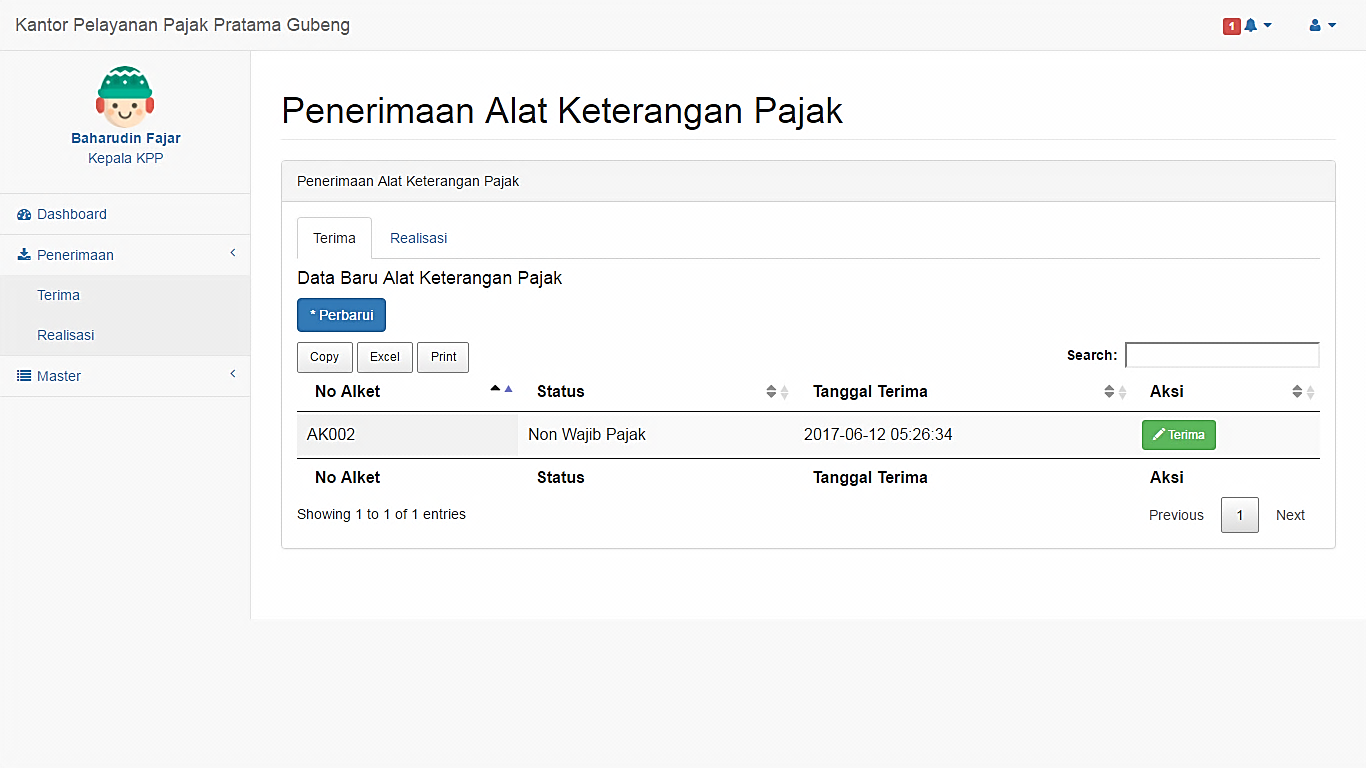 Kantor Pelayanan Pajak Pratama Gubeng
1
Baharudin Fajar
Kepala KPP
Dashboard
Penerimaan
Terima
Realisasi
Master
Penerimaan Alat Keterangan Pajak
Penerimaan Alat Keterangan Pajak
Terima Realisasi
Data Baru Alat Keterangan Pajak
* Perbarui
Copy Excel Print Search:
No Alket Status Tanggal Terima Aksi
AK002 Non Wajib Pajak 2017-06-12 05:26:34 Terima
No Alket Status Tanggal Terima Aksi
Showing 1 to 1 of 1 entries Previous 1 Next